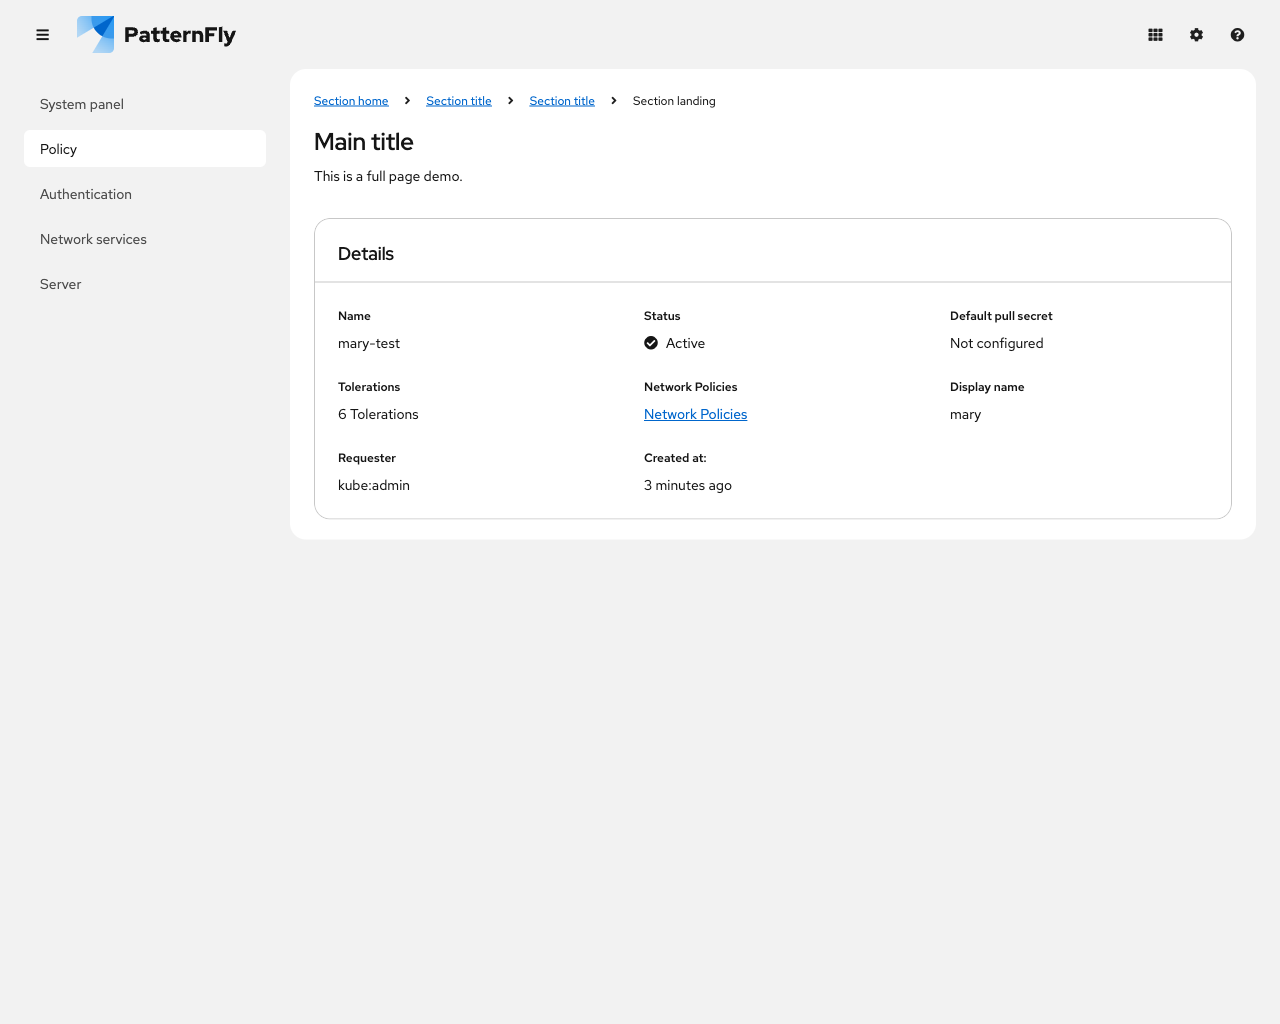 PatternFly
System panel
Policy
Authentication
Network services
Server
Section home
Section title
Section title
Section landing
Main title
This is a full page demo.
Details
Name
mary-test
Status
Active
Default pull secret
Not configured
Tolerations
6 Tolerations
Network Policies
Network Policies
Display name
mary
Requester
kube:admin
Created at:
3 minutes ago